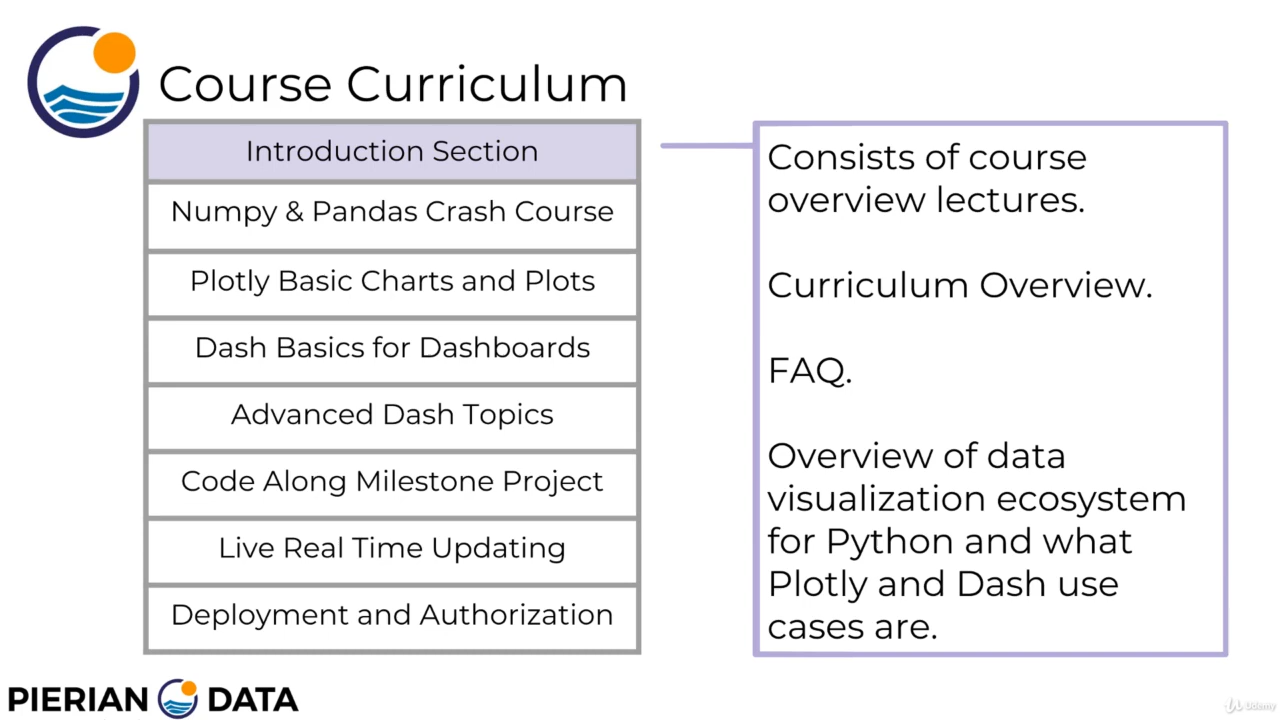 Course Curriculum
Introduction Section
Numpy & Pandas Crash Course
Plotly Basic Charts and Plots
Dash Basics for Dashboards
Advanced Dash Topics
Code Along Milestone Project
Live Real Time Updating
Deployment and Authorization
Consists of course
overview lectures.
Curriculum Overview.
FAQ.
Overview of data
visualization ecosystem
for Python and what
Plotly and Dash use
cases are.
PIERIAN DATA
Udemy